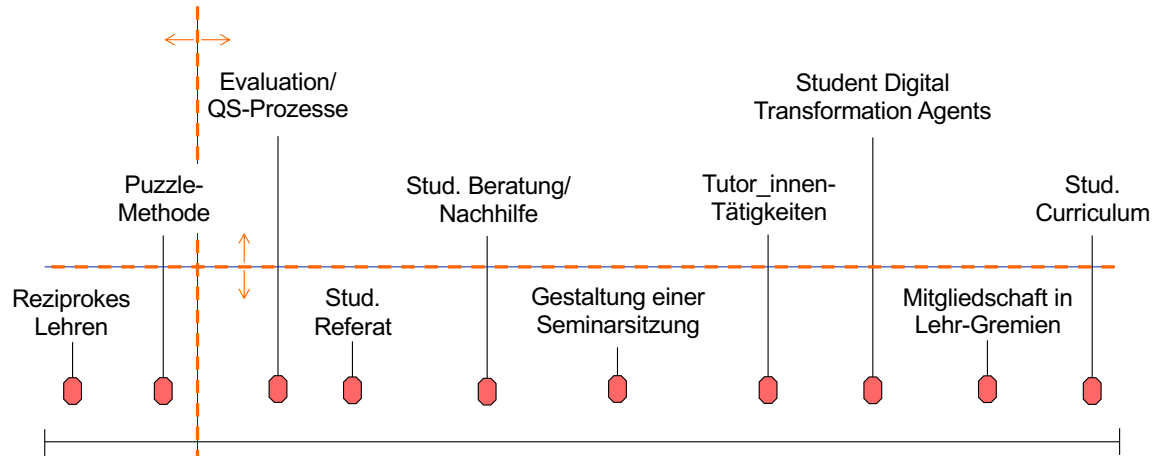 Evaluation/
QS-Prozesse
Student Digital
Transformation Agents
Puzzle-
Methode
Stud. Beratung/
Nachhilfe
Tutor_innen-
Tätigkeiten
Stud.
Curriculum
Reziprokes
Lehren
Stud.
Referat
Gestaltung einer
Seminarsitzung
Mitgliedschaft in
Lehr-Gremien